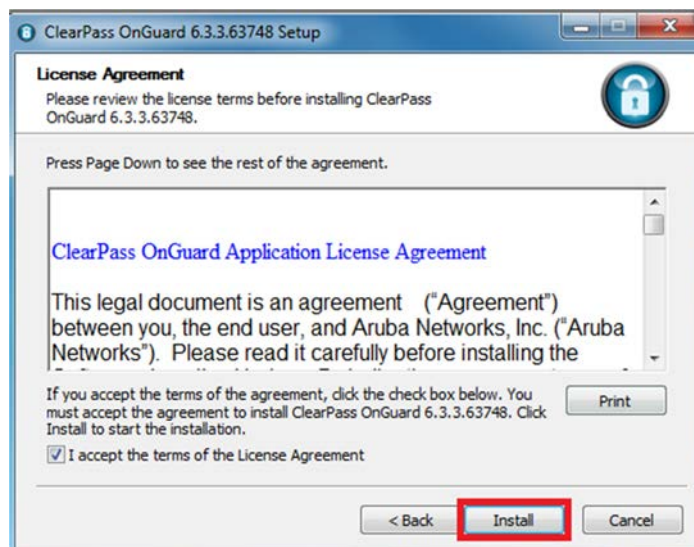 ClearPass OnGuard 6.3.3.63748 Setup
License Agreement
Please review the license terms before installing ClearPass
OnGuard 6.3.3.63748.
Press Page Down to see the rest of the agreement.
ClearPass OnGuard Application License Agreement
This legal document is an agreement ("Agreement")
between you, the end user, and Aruba Networks, Inc. ("Aruba
Networks"). Please read it carefully before installing the
If you accept the terms of the agreement, click the check box below. You
must accept the agreement to install ClearPass OnGuard 6.3.3.63748. Click
Install to start the installation.
Print
I accept the terms of the License Agreement
< Back
Install
Cancel